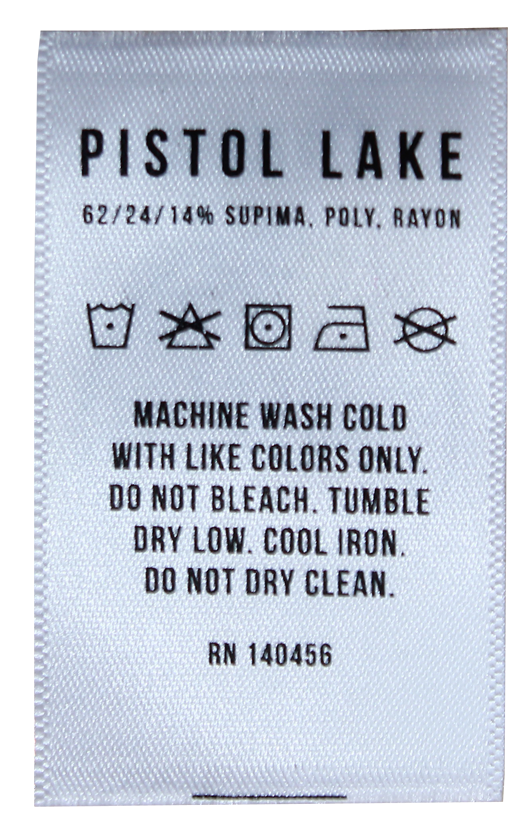 PISTOL LAKE
62/24/14% SUPIMA, POLY, RAYON
MACHINE WASH COLD
WITH LIKE COLORS ONLY.
DO NOT BLEACH. TUMBLE
DRY LOW. COOL IRON.
DO NOT DRY CLEAN.
RN 140456